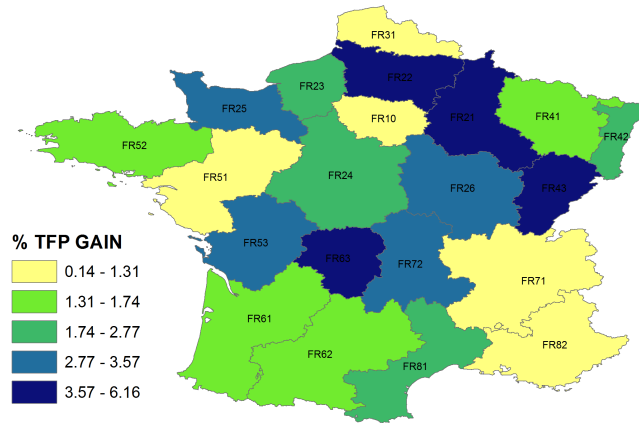 FR31
FR22
FR23
FR21
FR25
FR10
FR41
FR42
FR52
FR51
FR24
FR26
FR43
FR53
FR63
FR72
FR71
FR61
FR62
FR81
FR82
% TFP GAIN
0.14 - 1.31
1.31 - 1.74
1.74 - 2.77
2.77 - 3.57
3.57 - 6.16